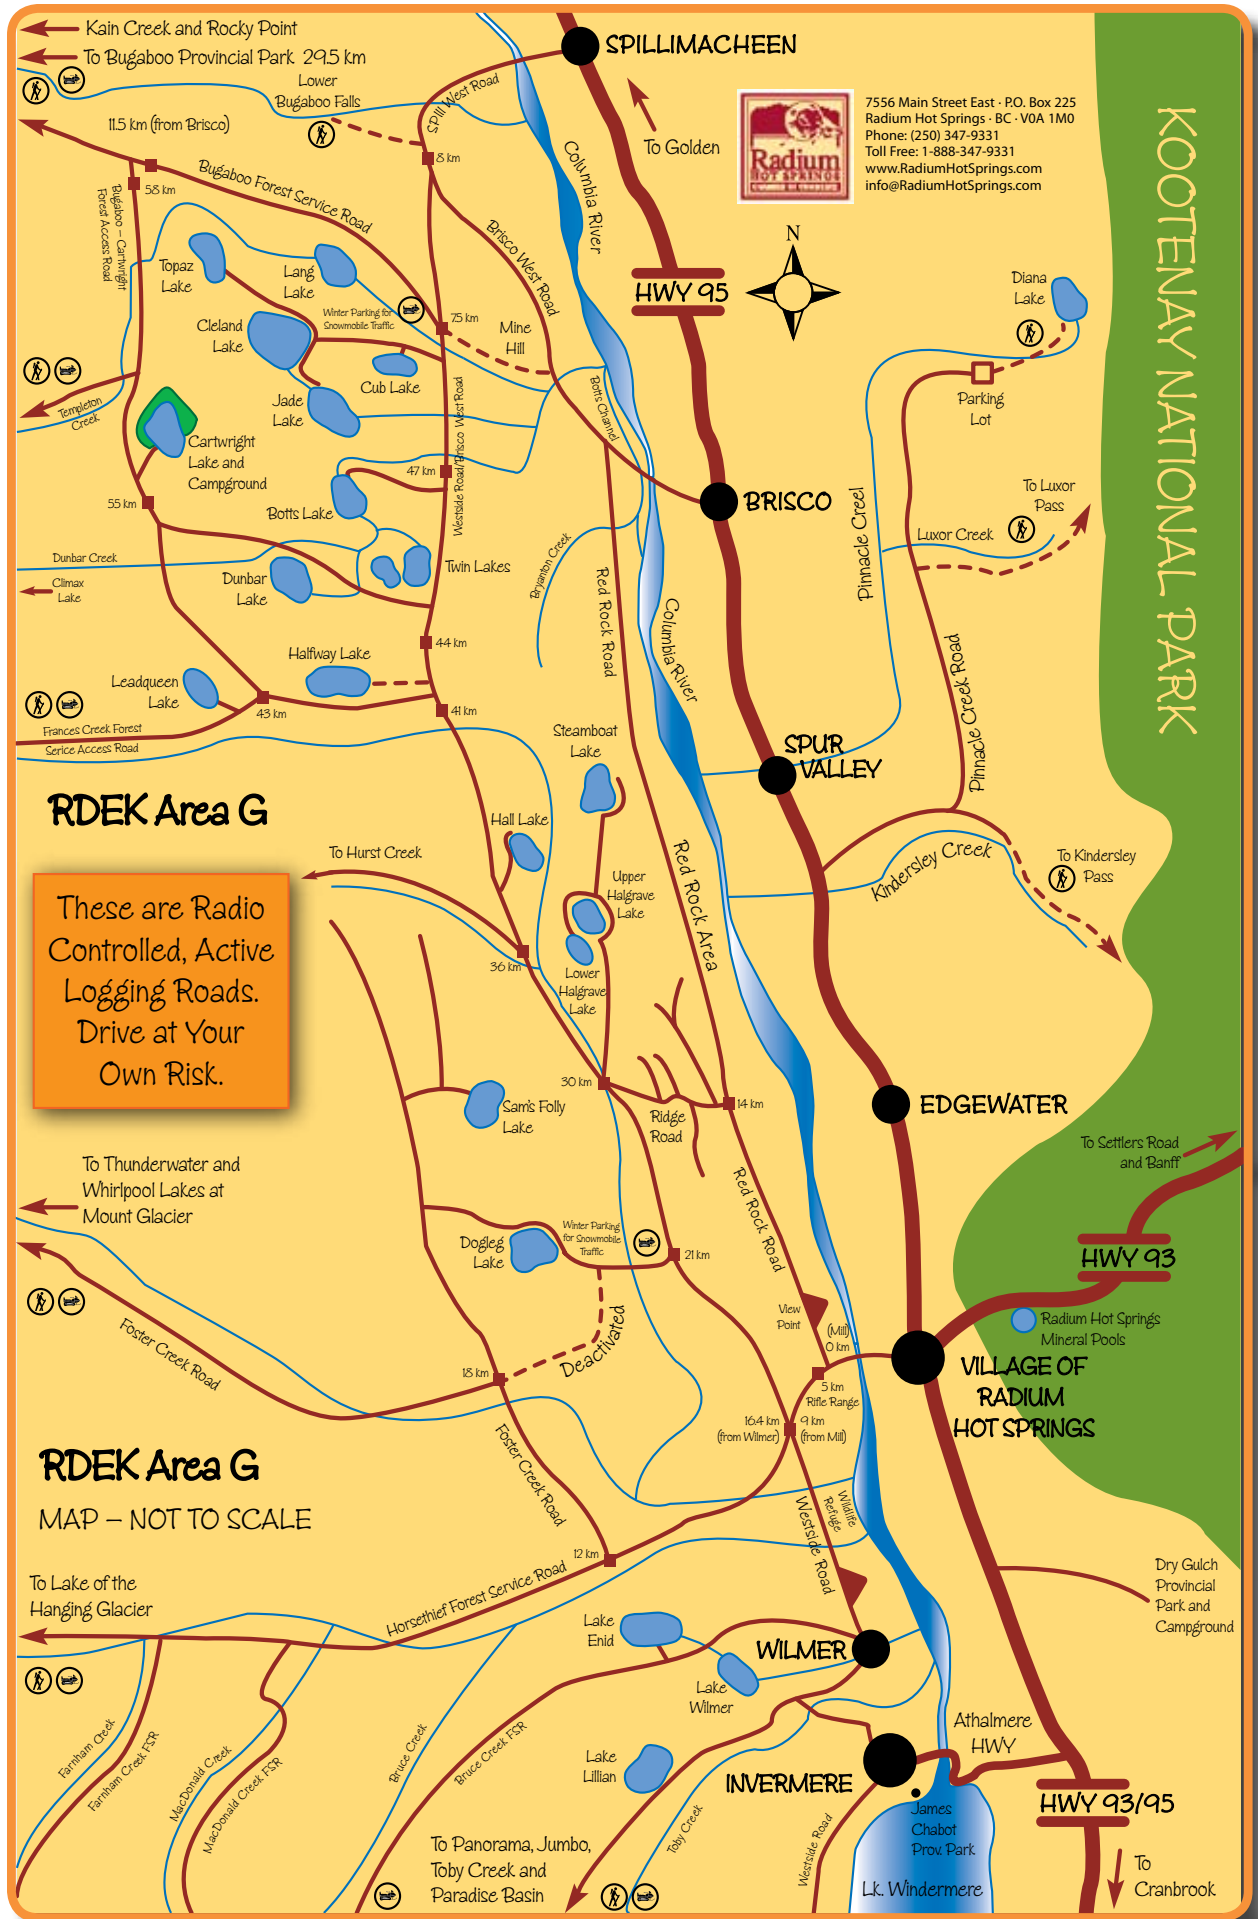 Kain Creek and Rocky Point
To Bugaboo Provincial Park 29.5 km
SPILLIMACHEEN
Lower
Bugaboo Falls
Spill West Road
11.5 km (from Brisco)
8 km
To Golden
Columbia River
Radium
HOT SPRINGS
7556 Main Street East · P.O. Box 225
Radium Hot Springs · BC · V0A 1M0
Phone: (250) 347-9331
Toll Free: 1-888-347-9331
www.RadiumHotSprings.com
info@RadiumHotSprings.com
KOOTENAY NATIONAL PARK
Bugaboo Forest Service Road
58 km
Bugaboo – Cartwright
Forest Access Road
Brisco West Road
N
HWY 95
Topaz
Lake
Lang
Lake
Winter Parking for
Snowmobile Traffic
75 km
Mine
Hill
Diana
Lake
Cleland
Lake
Cub Lake
Jade
Lake
Parking
Lot
Templeton
Creek
Westside Road/Brisco West Road
Botts Channel
Cartwright
Lake and
Campground
47 km
55 km
Botts Lake
BRISCO
To Luxor
Pass
Luxor Creek
Pinnacle Creel
Dunbar Creek
Climax
Lake
Dunbar
Lake
Twin Lakes
Bryanton Creek
Red Rock Road
Columbia River
44 km
Halfway Lake
Leadqueen
Lake
43 km
41 km
Frances Creek Forest
Serice Access Road
Pinnacle Creek Road
Steamboat
Lake
SPUR
VALLEY
RDEK Area G
Hall Lake
To Hurst Creek
Red Rock Area
Kindersley Creek
To Kindersley
Pass
Upper
Halgrave
Lake
These are Radio
Controlled, Active
Logging Roads.
Drive at Your
Own Risk.
36 km
Lower
Halgrave
Lake
30 km
Sam's Folly
Lake
Ridge
Road
14 km
EDGEWATER
To Settlers Road
and Banff
To Thunderwater and
Whirlpool Lakes at
Mount Glacier
Red Rock Road
Dogleg
Lake
Winter Parking
for Snowmobile
Traffic
21 km
HWY 93
View
Point
(Mill)
0 km
Radium Hot Springs
Mineral Pools
Foster Creek Road
Deactivated
18 km
5 km
Rifle Range
VILLAGE OF
RADIUM
HOT SPRINGS
16.4 km
(from Wilmer)
9 km
(from Mill)
Foster Creek Road
RDEK Area G
MAP – NOT TO SCALE
Westside Road
Wildlife
Refuge
12 km
To Lake of the
Hanging Glacier
Horsethief Forest Service Road
Dry Gulch
Provincial
Park and
Campground
Lake
Enid
WILMER
Lake
Wilmer
Farnham Creek
Farnham Creek FSR
MacDonald Creek
MacDonald Creek FSR
Bruce Creek
Bruce Creek FSR
Lake
Lillian
Athalmere
HWY
INVERMERE
HWY 93/95
James
Chabot
Prov. Park
Toby Creek
Westside Road
To Panorama, Jumbo,
Toby Creek and
Paradise Basin
Lk. Windermere
To
Cranbrook